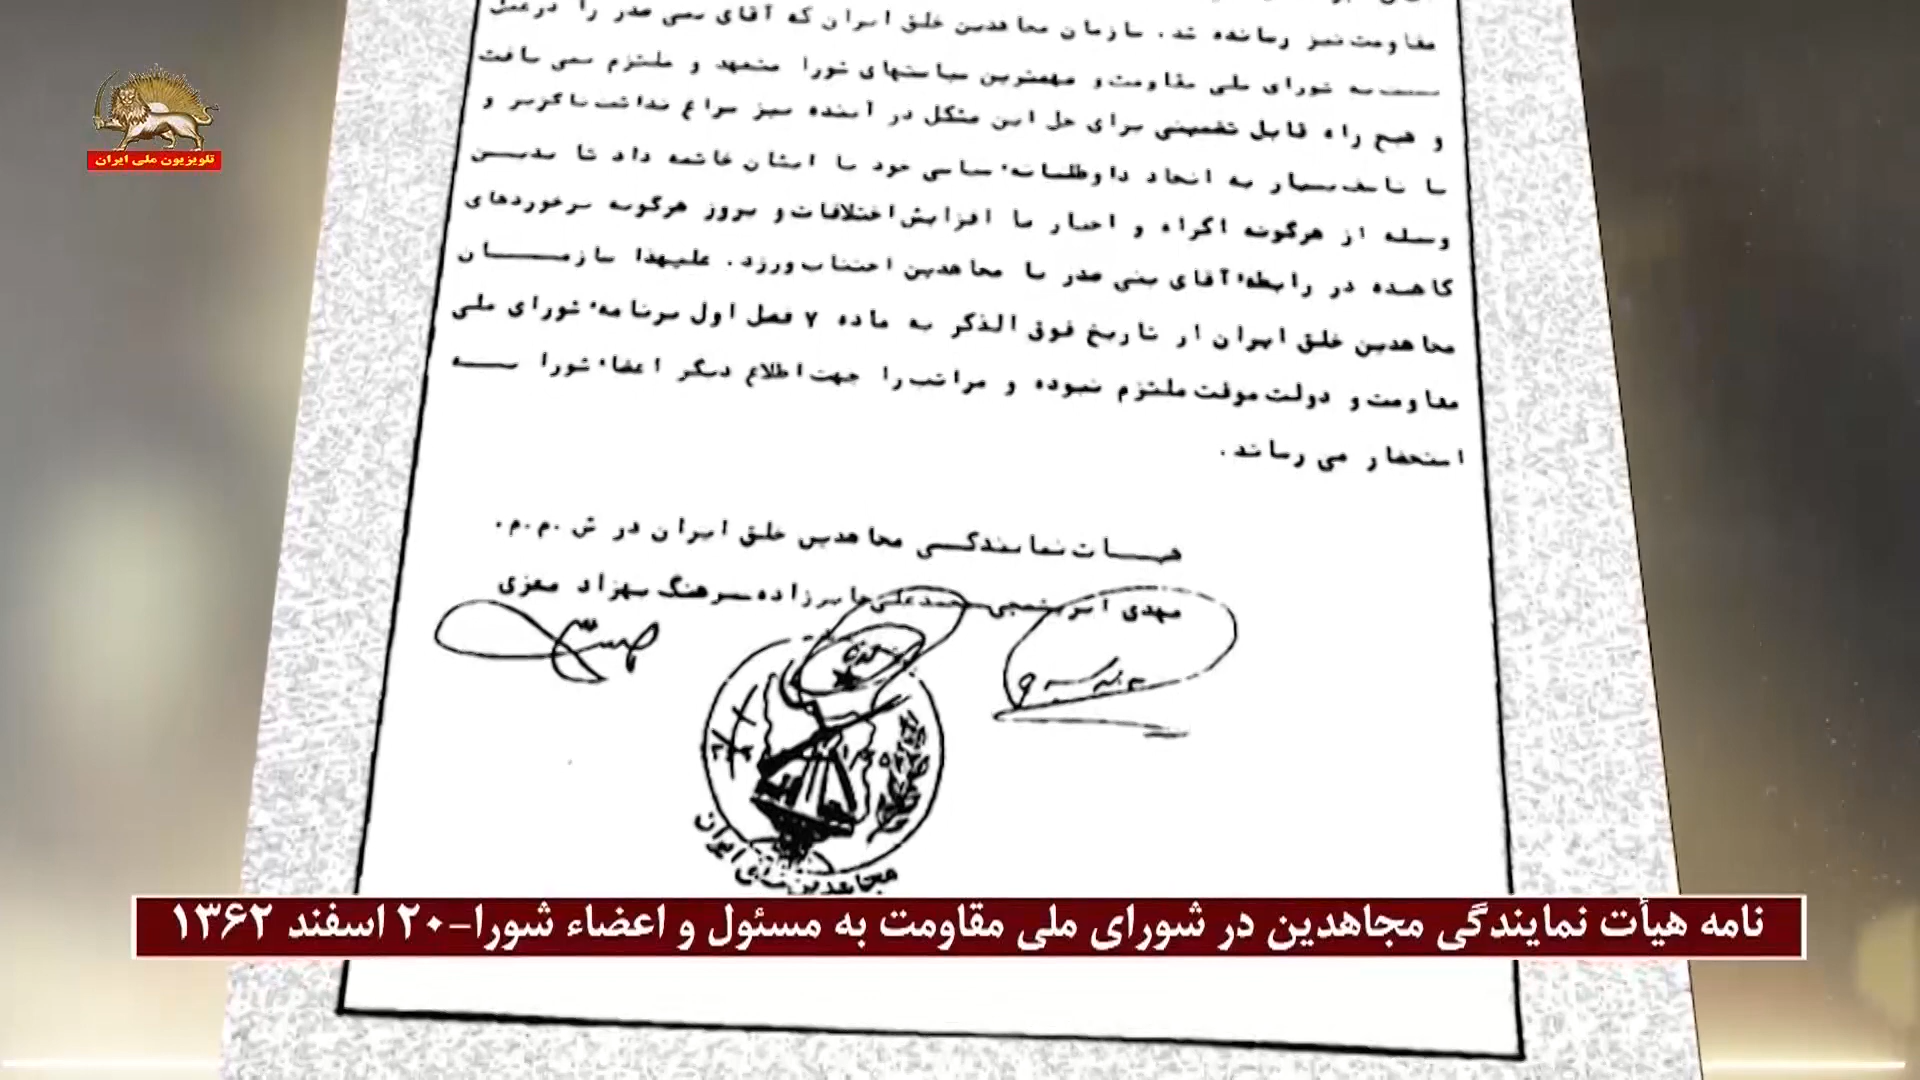 مقاومت نیز رسانده شد. سازمان مجاهدین خلق ایران که آقای بنی صدر را درعمل
به شورای ملی مقاومت و مهمترین سیاستهای شورا متعهد و ملتزم نمی یافت
و هیچ راه قابل تضمینی برای حل این مشکل در آینده نیز سراغ نداشت ناگزیر و
با تاسف بسیار به اتحاد داوطلبانهٔ سیاسی خود با ایشان خاتمه داد تا بدین
وسیله از هرگونه اکراه و اجبار یا افزایش اختلافات و بروز هرگونه برخوردهای
کاهنده در رابطهٔ آقای بنی صدر با مجاهدین اجتناب ورزد. علیهذا سازمان
مجاهدین خلق ایران از تاریخ فوق الذکر به ماده ۷ فصل اول برنامهٔ شورای ملی
مقاومت و دولت موقت ملتزم نبوده و مراتب را جهت اطلاع دیگر اعضاء شورا به
استحضار می رساند.
هیات نمایندگی مجاهدین خلق ایران در ش.م.م.
مهدی ابریشمچی محمدعلی جابرزاده سرهنگ بهزاد معزی
مجاهدین خلق ایران
تلویزیون ملی ایران
نامه هیأت نمایندگی مجاهدین در شورای ملی مقاومت به مسئول و اعضاء شورا-۲۰ اسفند ۱۳۶۲